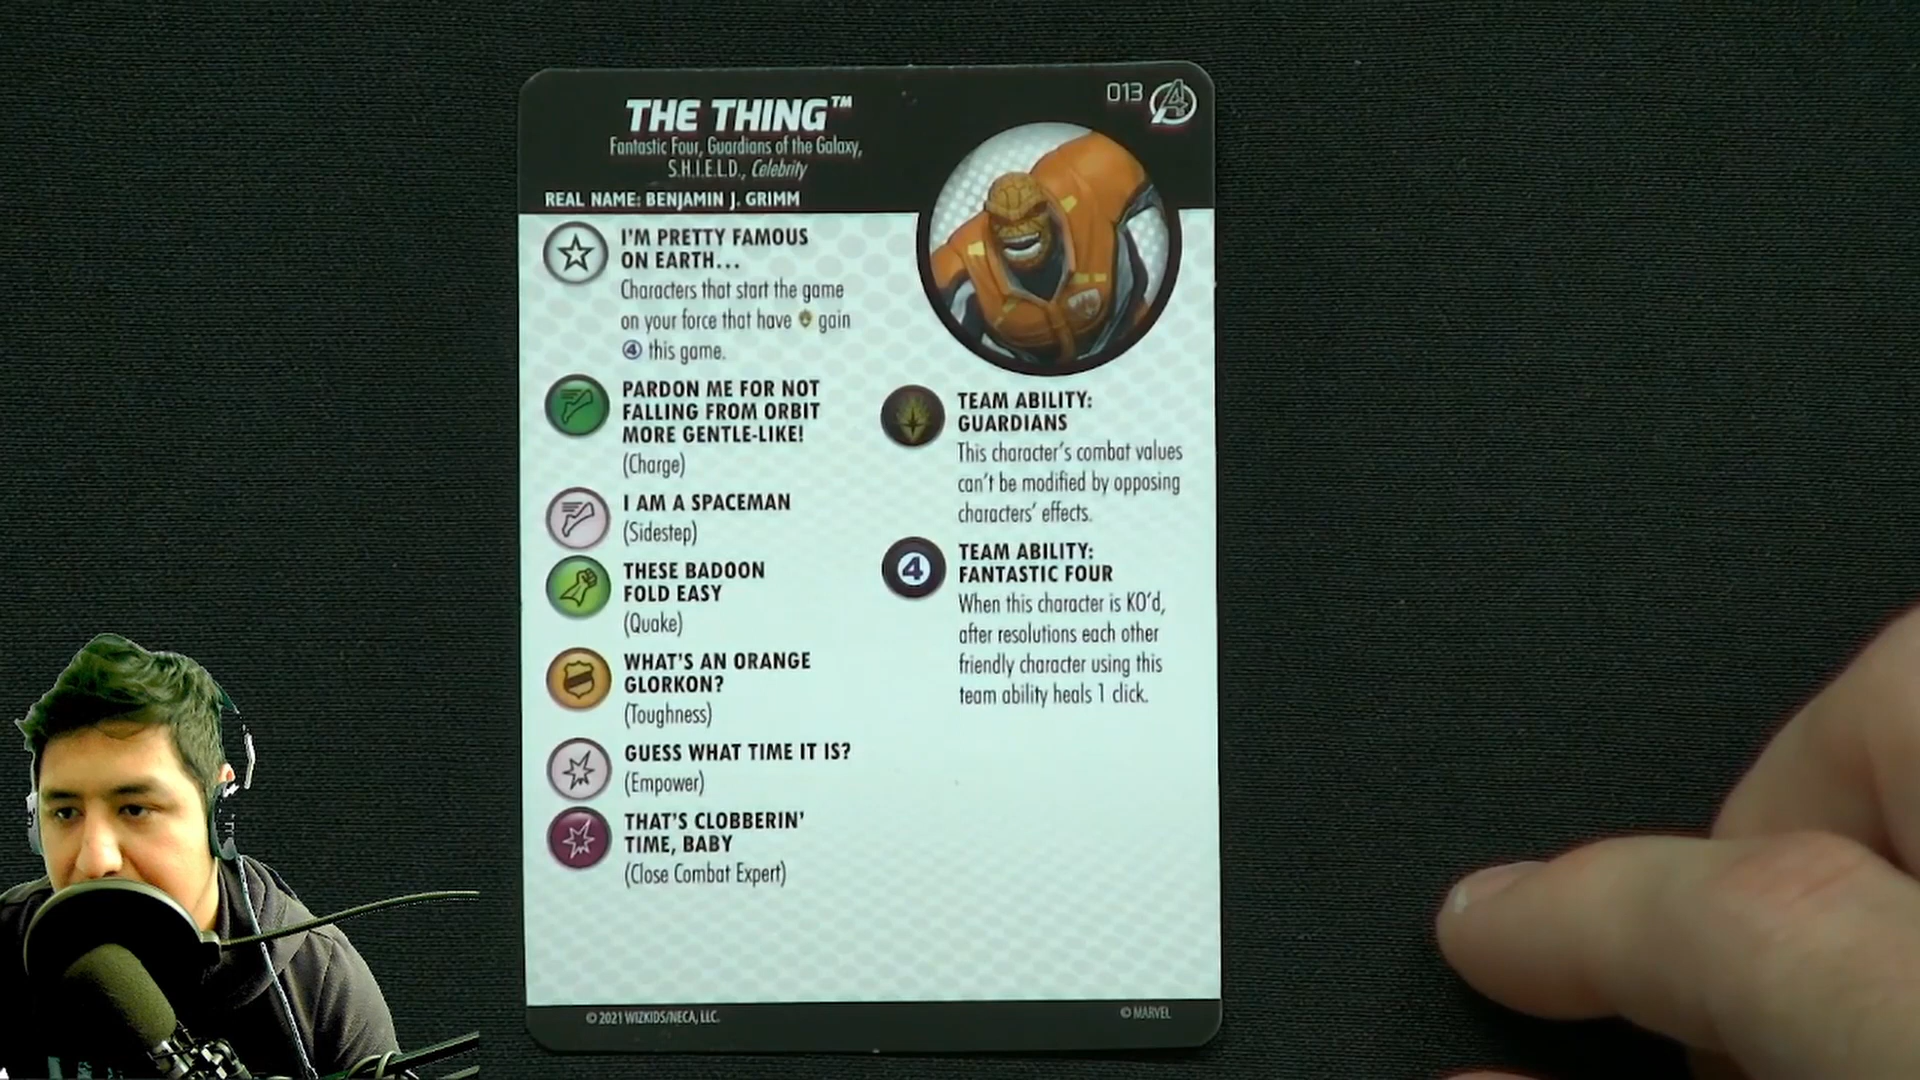 THE THING™
Fantastic Four, Guardians of the Galaxy,
S.H.I.E.L.D., Celebrity
REAL NAME: BENJAMIN J. GRIMM
013
I'M PRETTY FAMOUS
ON EARTH...
Characters that start the game
on your force that have gain
4 this game.
PARDON ME FOR NOT
FALLING FROM ORBIT
MORE GENTLE-LIKE!
(Charge)
I AM A SPACEMAN
(Sidestep)
THESE BADOON
FOLD EASY
(Quake)
WHAT'S AN ORANGE
GLORKON?
(Toughness)
GUESS WHAT TIME IT IS?
(Empower)
THAT'S CLOBBERIN'
TIME, BABY
(Close Combat Expert)
TEAM ABILITY:
GUARDIANS
This character's combat values
can't be modified by opposing
characters' effects.
4
TEAM ABILITY:
FANTASTIC FOUR
When this character is KO'd,
after resolutions each other
friendly character using this
team ability heals 1 click.
© 2021 WIZKIDS/NECA, LLC.
© MARVEL